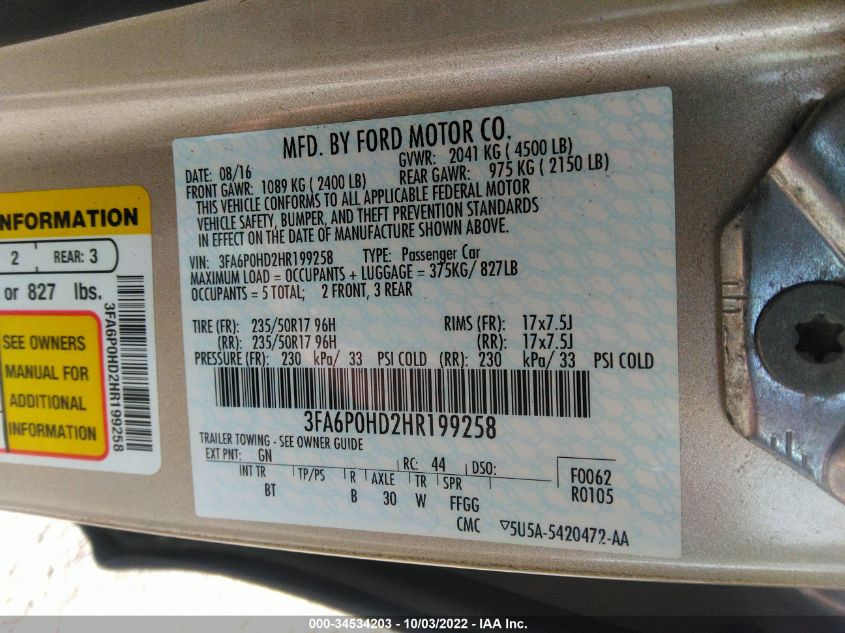 MFD. BY FORD MOTOR CO.
DATE: 08/16 GVWR: 2041 KG ( 4500 LB)
FRONT GAWR: 1089 KG ( 2400 LB) REAR GAWR: 975 KG ( 2150 LB)
THIS VEHICLE CONFORMS TO ALL APPLICABLE FEDERAL MOTOR
VEHICLE SAFETY, BUMPER, AND THEFT PREVENTION STANDARDS
IN EFFECT ON THE DATE OF MANUFACTURE SHOWN ABOVE.
VIN: 3FA6P0HD2HR199258 TYPE: Passenger Car
MAXIMUM LOAD = OCCUPANTS + LUGGAGE = 375KG/ 827LB
OCCUPANTS = 5 TOTAL; 2 FRONT, 3 REAR
TIRE (FR): 235/50R17 96H RIMS (FR): 17x7.5J
(RR): 235/50R17 96H (RR): 17x7.5J
PRESSURE (FR): 230 kPa/ 33 PSI COLD (RR): 230 kPa/ 33 PSI COLD
3FA6P0HD2HR199258
TRAILER TOWING - SEE OWNER GUIDE
EXT PNT: GN RC: 44 DSO:
INT TR TP/PS R AXLE TR SPR
BT B 30 W FFGG
F0062
R0105
CMC ▽5U5A-5420472-AA
INFORMATION
2 REAR: 3
or 827 lbs.
SEE OWNERS
MANUAL FOR
ADDITIONAL
INFORMATION
3FA6P0HD2HR199258
000-34534203 - 10/03/2022 - IAA Inc.